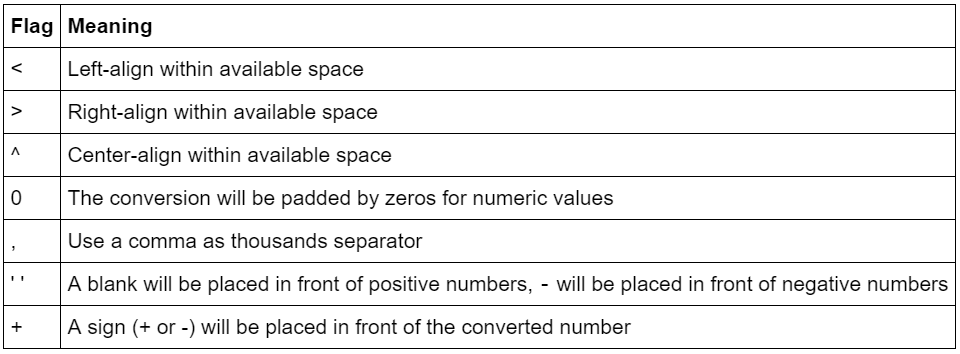 Flag Meaning
< Left-align within available space
> Right-align within available space
^ Center-align within available space
0 The conversion will be padded by zeros for numeric values
, Use a comma as thousands separator
' ' A blank will be placed in front of positive numbers, - will be placed in front of negative numbers
+ A sign (+ or -) will be placed in front of the converted number